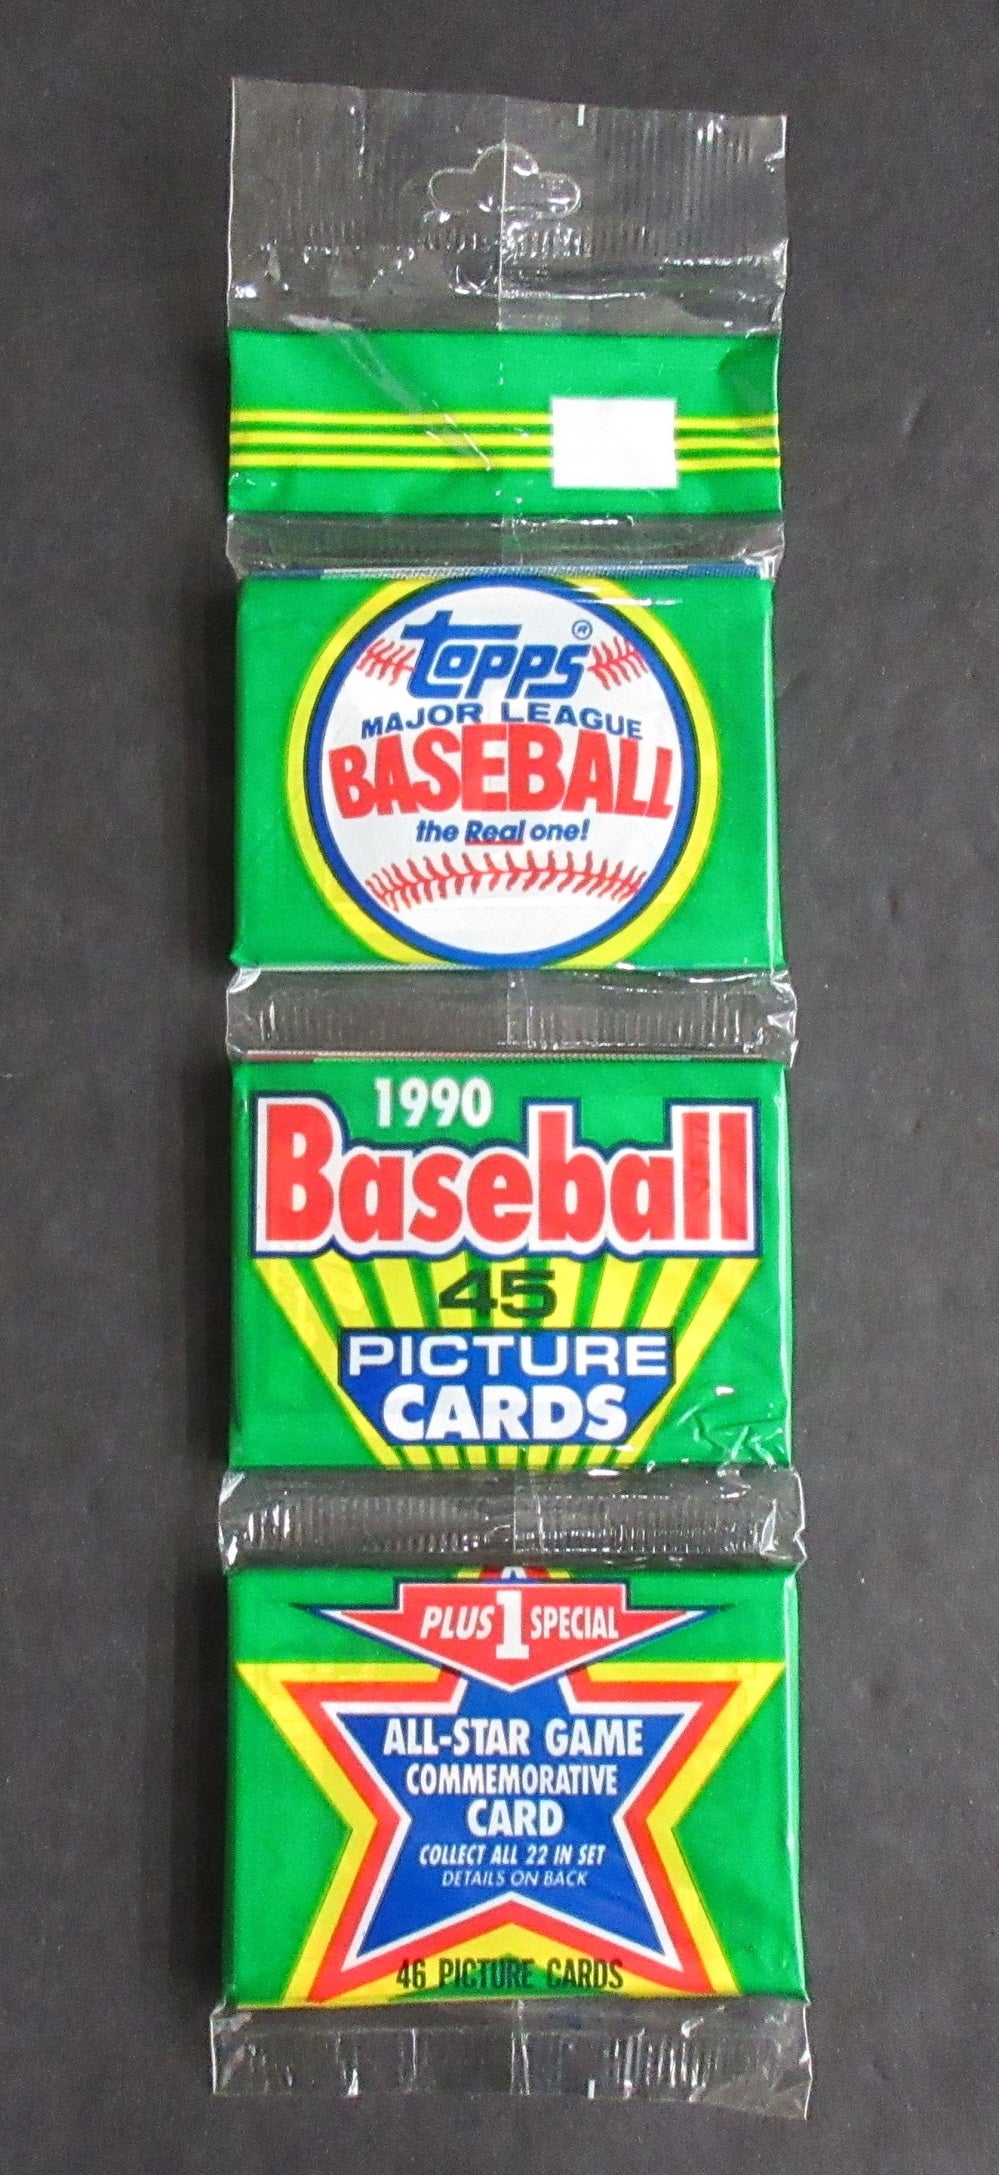 topps®
MAJOR LEAGUE
BASEBALL
the Real one!
1990
Baseball
45
PICTURE
CARDS
PLUS 1 SPECIAL
ALL-STAR GAME
COMMEMORATIVE
CARD
COLLECT ALL 22 IN SET
DETAILS ON BACK
46 PICTURE CARDS